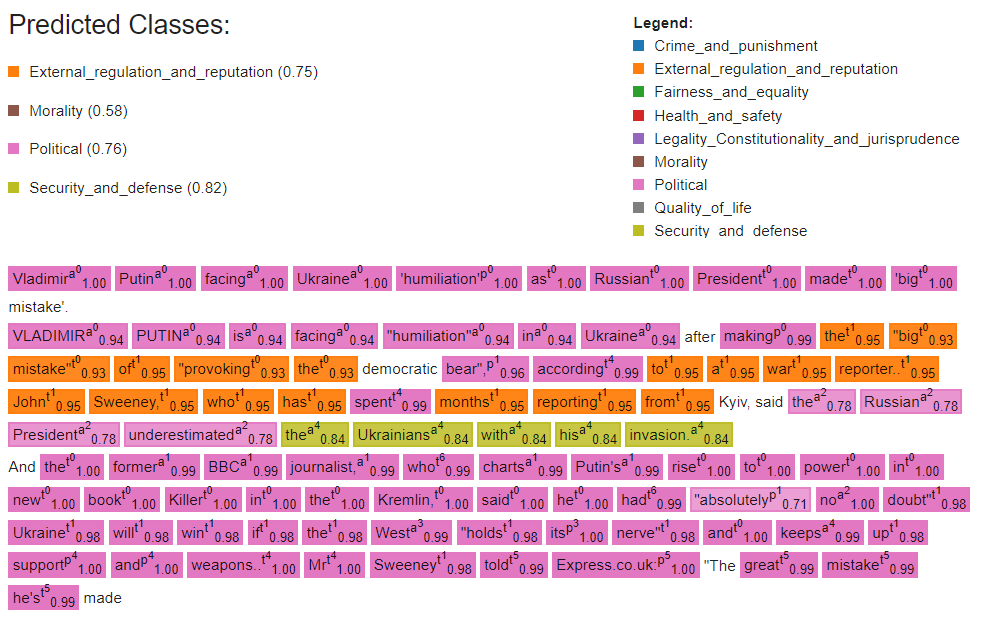 Predicted Classes:
External_regulation_and_reputation (0.75)
Morality (0.58)
Political (0.76)
Security_and_defense (0.82)
Legend:
Crime_and_punishment
External_regulation_and_reputation
Fairness_and_equality
Health_and_safety
Legality_Constitutionality_and_jurisprudence
Morality
Political
Quality_of_life
Security_and_defense
Vladimir a0 1.00 Putin a0 1.00 facing a0 1.00 Ukraine a0 1.00 'humiliation' p0 1.00 as t0 1.00 Russian t0 1.00 President t0 1.00 made t0 1.00 'big t0 1.00
mistake'.
VLADIMIR a0 0.94 PUTIN a0 0.94 is a0 0.94 facing a0 0.94 "humiliation" a0 0.94 in a0 0.94 Ukraine a0 0.94 after making p0 0.99 the t1 0.95 "big t0 0.93
mistake" t0 0.93 of t1 0.95 "provoking t0 0.93 the t0 0.93 democratic bear", p1 0.96 according t4 0.99 to t1 0.95 a t1 0.95 war t1 0.95 reporter.. t1 0.95
John t1 0.95 Sweeney, t1 0.95 who t1 0.95 has t1 0.95 spent t4 0.99 months t1 0.95 reporting t1 0.95 from t1 0.95 Kyiv, said the a2 0.78 Russian a2 0.78
President a2 0.78 underestimated a2 0.78 the a4 0.84 Ukrainians a4 0.84 with a4 0.84 his a4 0.84 invasion. a4 0.84
And the t0 1.00 former a1 0.99 BBC a1 0.99 journalist, a1 0.99 who t6 0.99 charts a1 0.99 Putin's a1 0.99 rise t0 1.00 to t0 1.00 power t0 1.00 in t0 1.00
new t0 1.00 book t0 1.00 Killer t0 1.00 in t0 1.00 the t0 1.00 Kremlin, t0 1.00 said t0 1.00 he t0 1.00 had t6 0.99 "absolutely p1 0.71 no a2 1.00 doubt" t1 0.98
Ukraine t1 0.98 will t1 0.98 win t1 0.98 if t1 0.98 the t1 0.98 West a3 0.99 "holds t1 0.98 its p3 1.00 nerve" t1 0.98 and t0 1.00 keeps a4 0.99 up t1 0.98
support p4 1.00 and p4 1.00 weapons.. t4 1.00 Mr t4 1.00 Sweeney t1 0.98 told t5 0.99 Express.co.uk: p5 1.00 "The great t5 0.99 mistake t5 0.99
he's t5 0.99 made